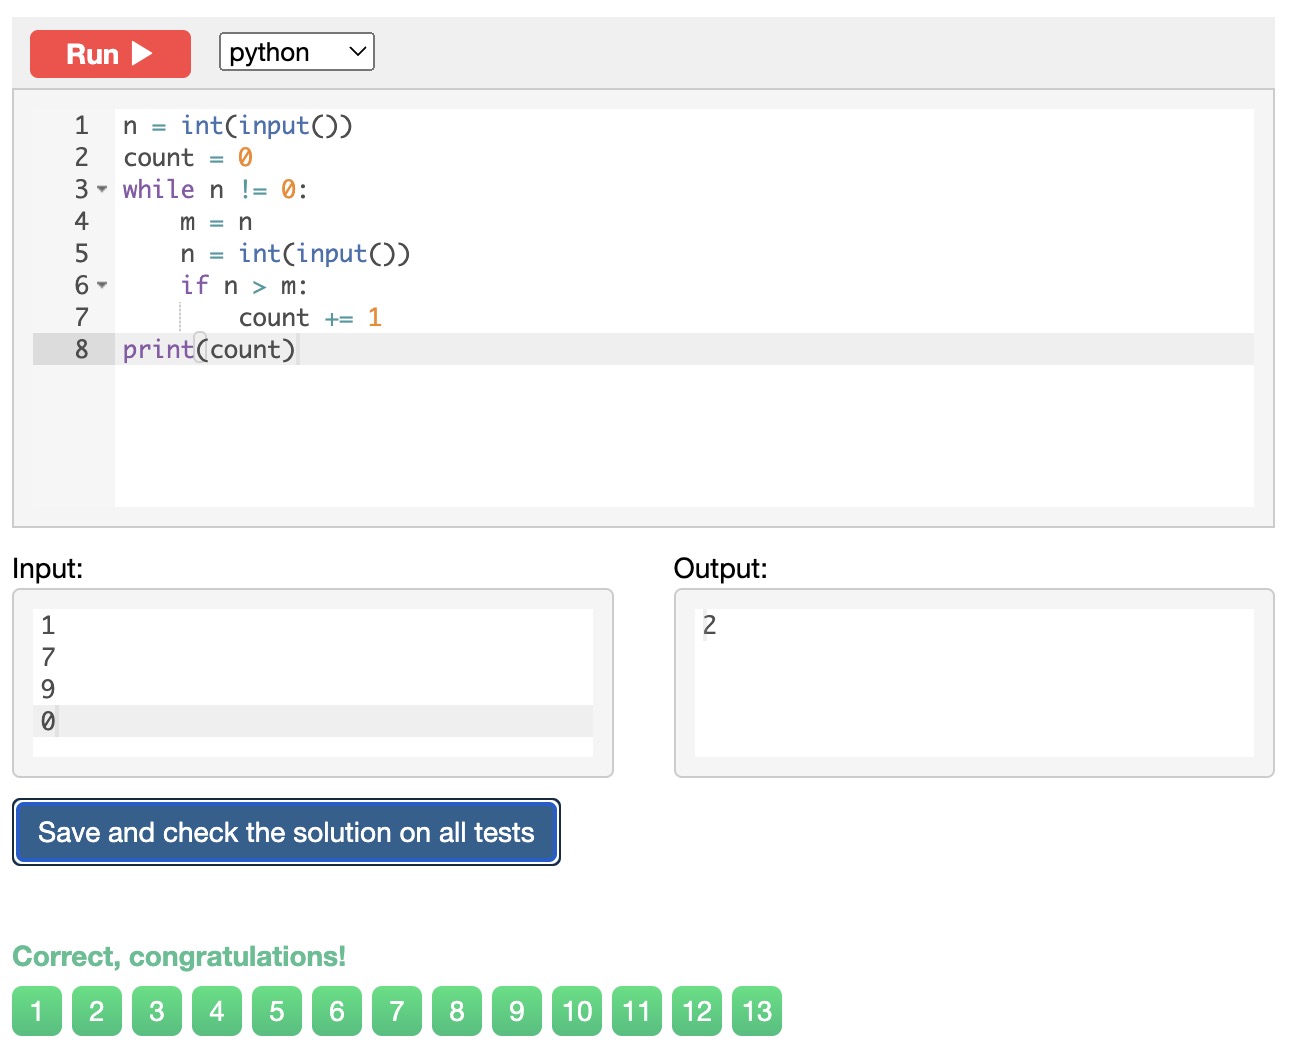 Run python
1 n = int(input())
2 count = 0
3 while n != 0:
4     m = n
5     n = int(input())
6     if n > m:
7         count += 1
8 print(count)
Input:
Output:
1
7
9
0
2
Save and check the solution on all tests
Correct, congratulations!
1 2 3 4 5 6 7 8 9 10 11 12 13